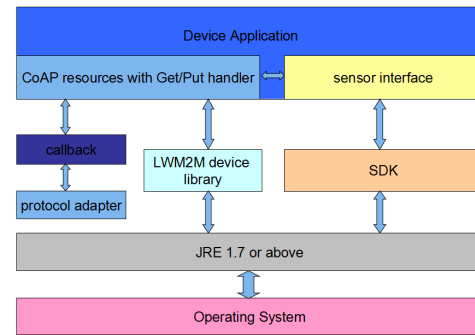 Device Application
CoAP resources with Get/Put handler
sensor interface
callback
LWM2M device
library
SDK
protocol adapter
JRE 1.7 or above
Operating System